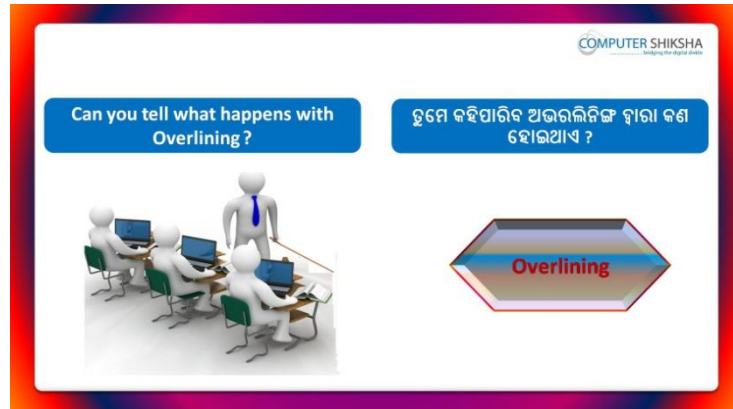 COMPUTER SHIKSHA
bridging the digital divide
Can you tell what happens with
Overlining ?
ତୁମେ କହିପାରିବ ଅଭରଲିନିଙ୍ଗ ଦ୍ୱାରା କଣ
ହୋଇଥାଏ ?
Overlining